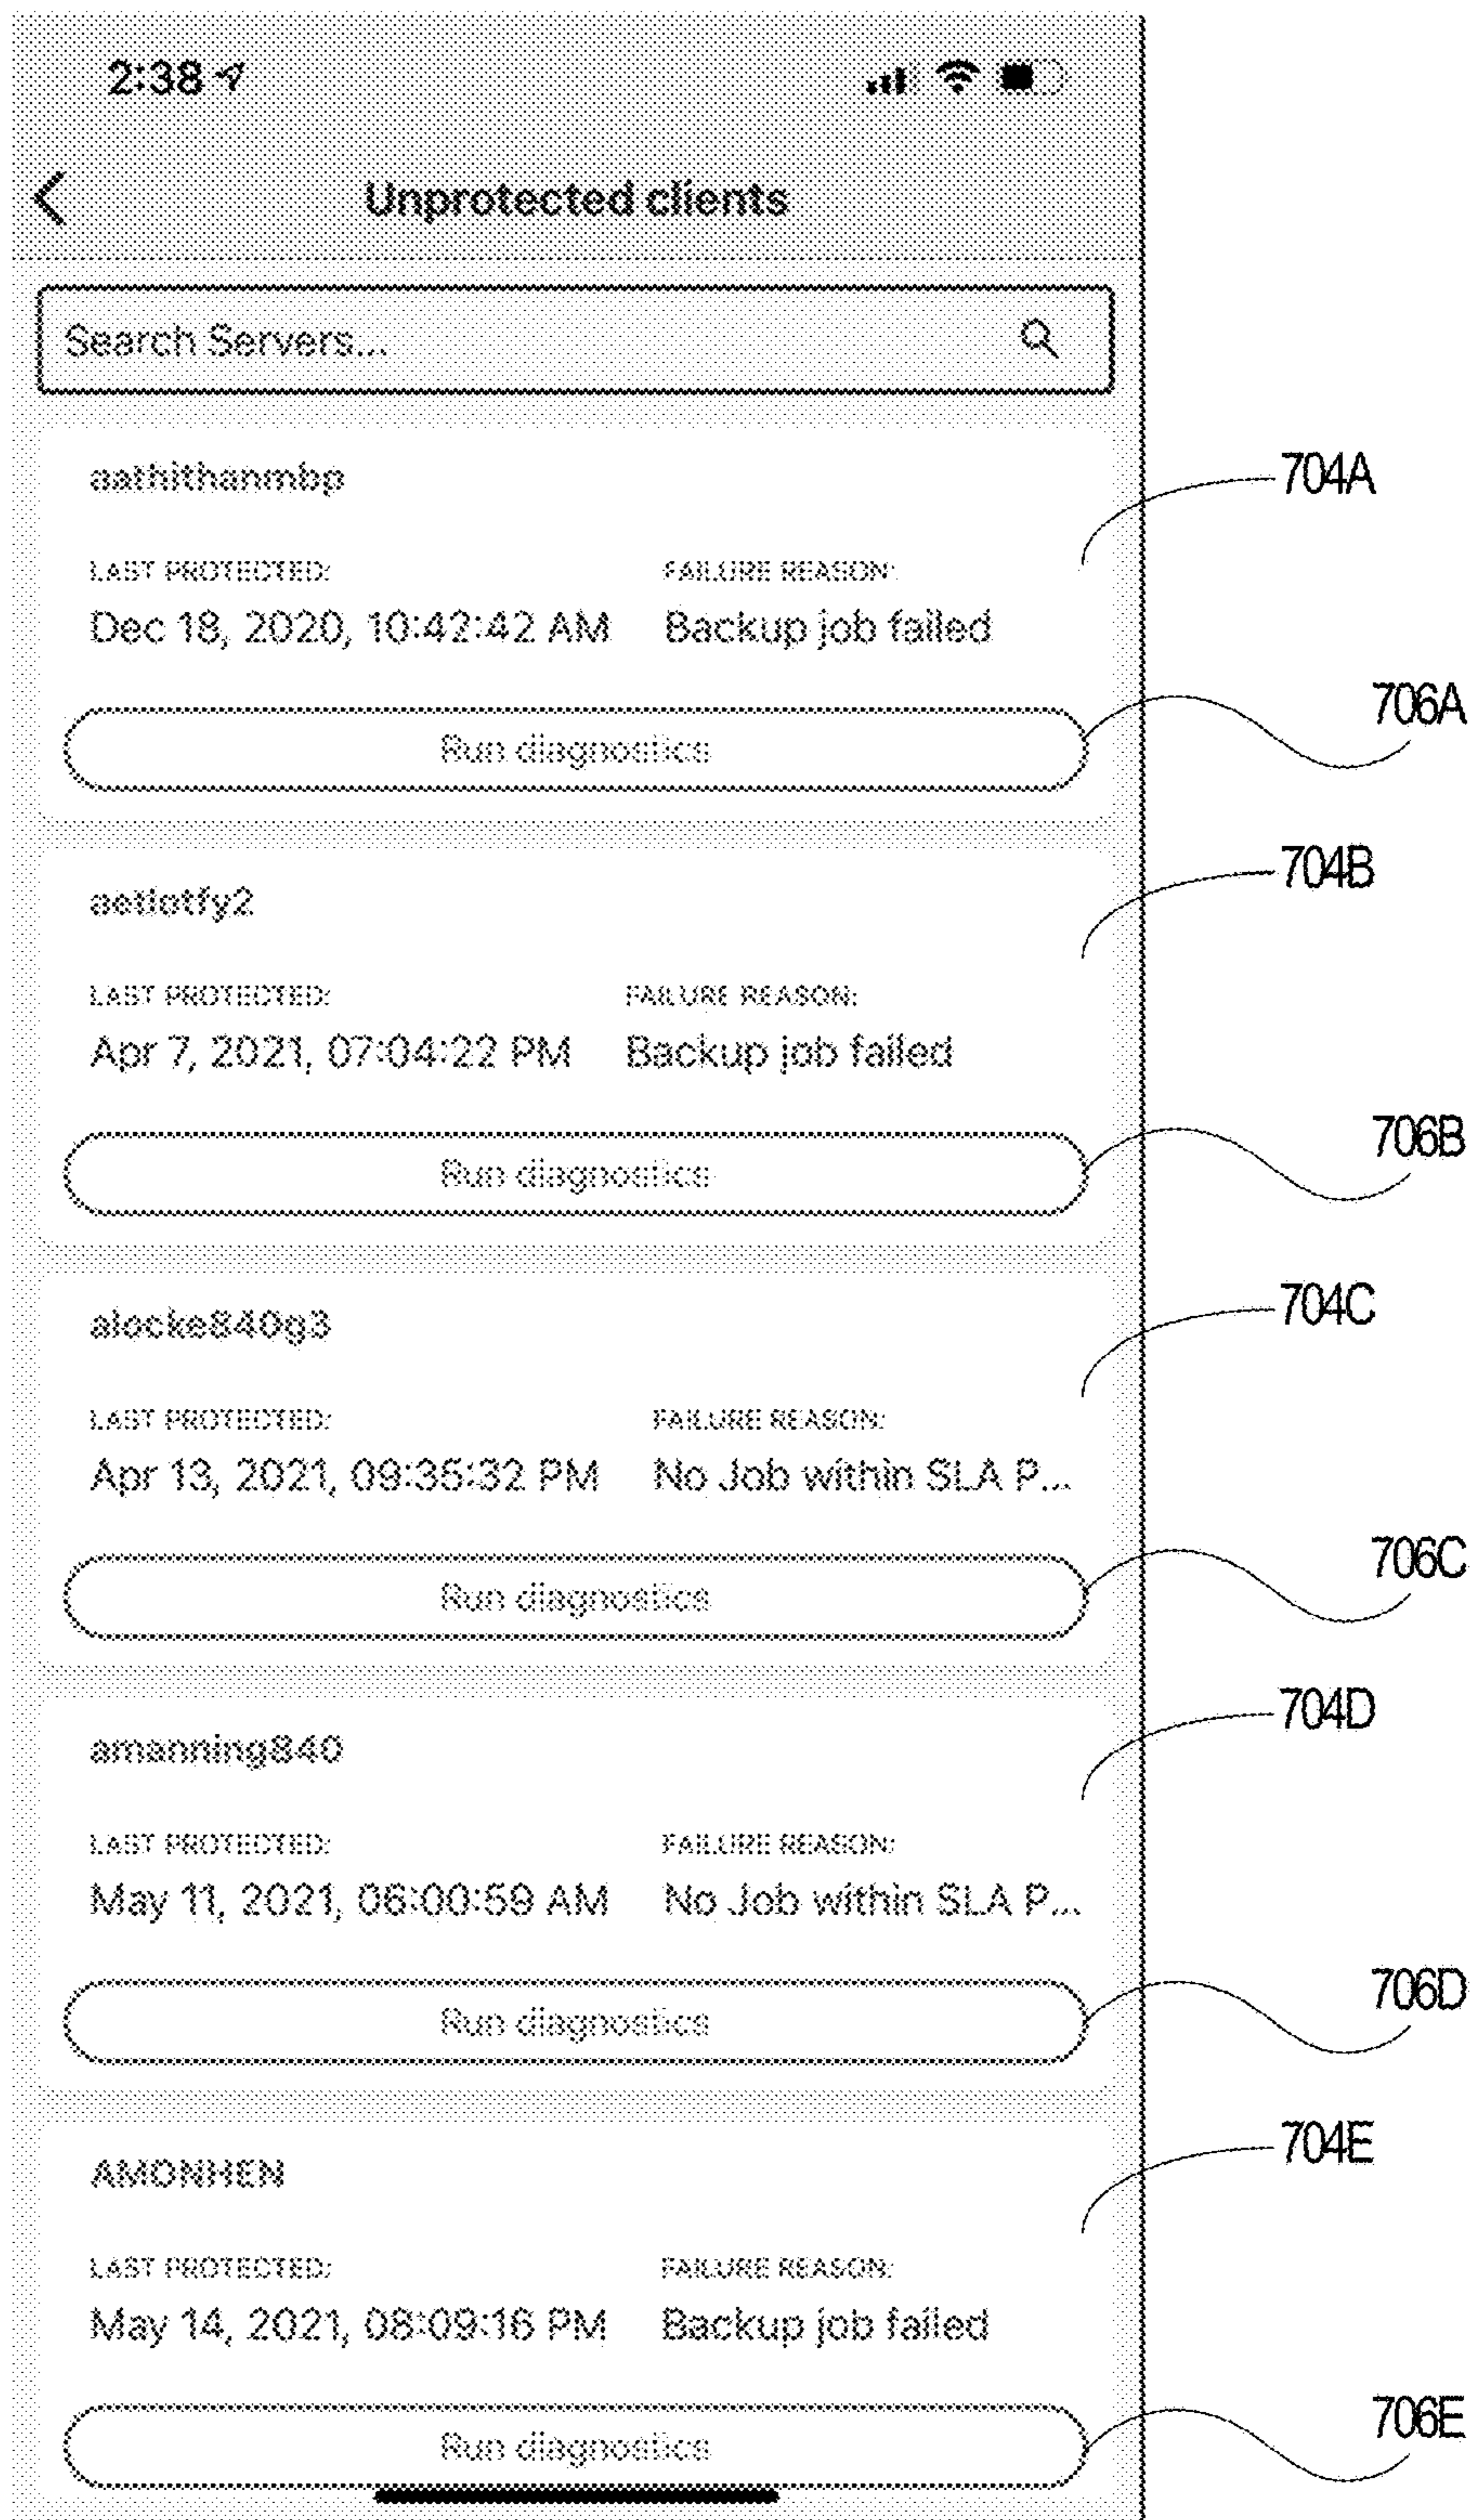 2:38
Unprotected clients
Search Servers...
aathithanmbp
704A
LAST PROTECTED: FAILURE REASON:
Dec 18, 2020, 10:42:42 AM Backup job failed
706A
Run diagnostics
aetlotfy2
704B
LAST PROTECTED: FAILURE REASON:
Apr 7, 2021, 07:04:22 PM Backup job failed
706B
Run diagnostics
alocke840g3
704C
LAST PROTECTED: FAILURE REASON:
Apr 13, 2021, 09:35:32 PM No Job within SLA P...
706C
Run diagnostics
amanning840
704D
LAST PROTECTED: FAILURE REASON:
May 11, 2021, 06:00:59 AM No Job within SLA P...
706D
Run diagnostics
AMONHEN
704E
LAST PROTECTED: FAILURE REASON:
May 14, 2021, 08:09:16 PM Backup job failed
706E
Run diagnostics